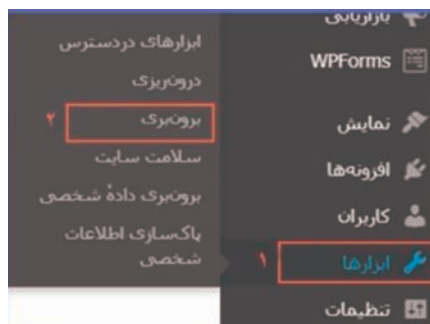 بازاریابی
WPForms
نمایش
افزونه‌ها
کاربران
ابزارها
۱
تنظیمات
ابزارهای دردسترس
درون‌ریزی
برون‌بری
۲
سلامت سایت
برون‌بری دادهٔ شخصی
پاک‌سازی اطلاعات
شخصی